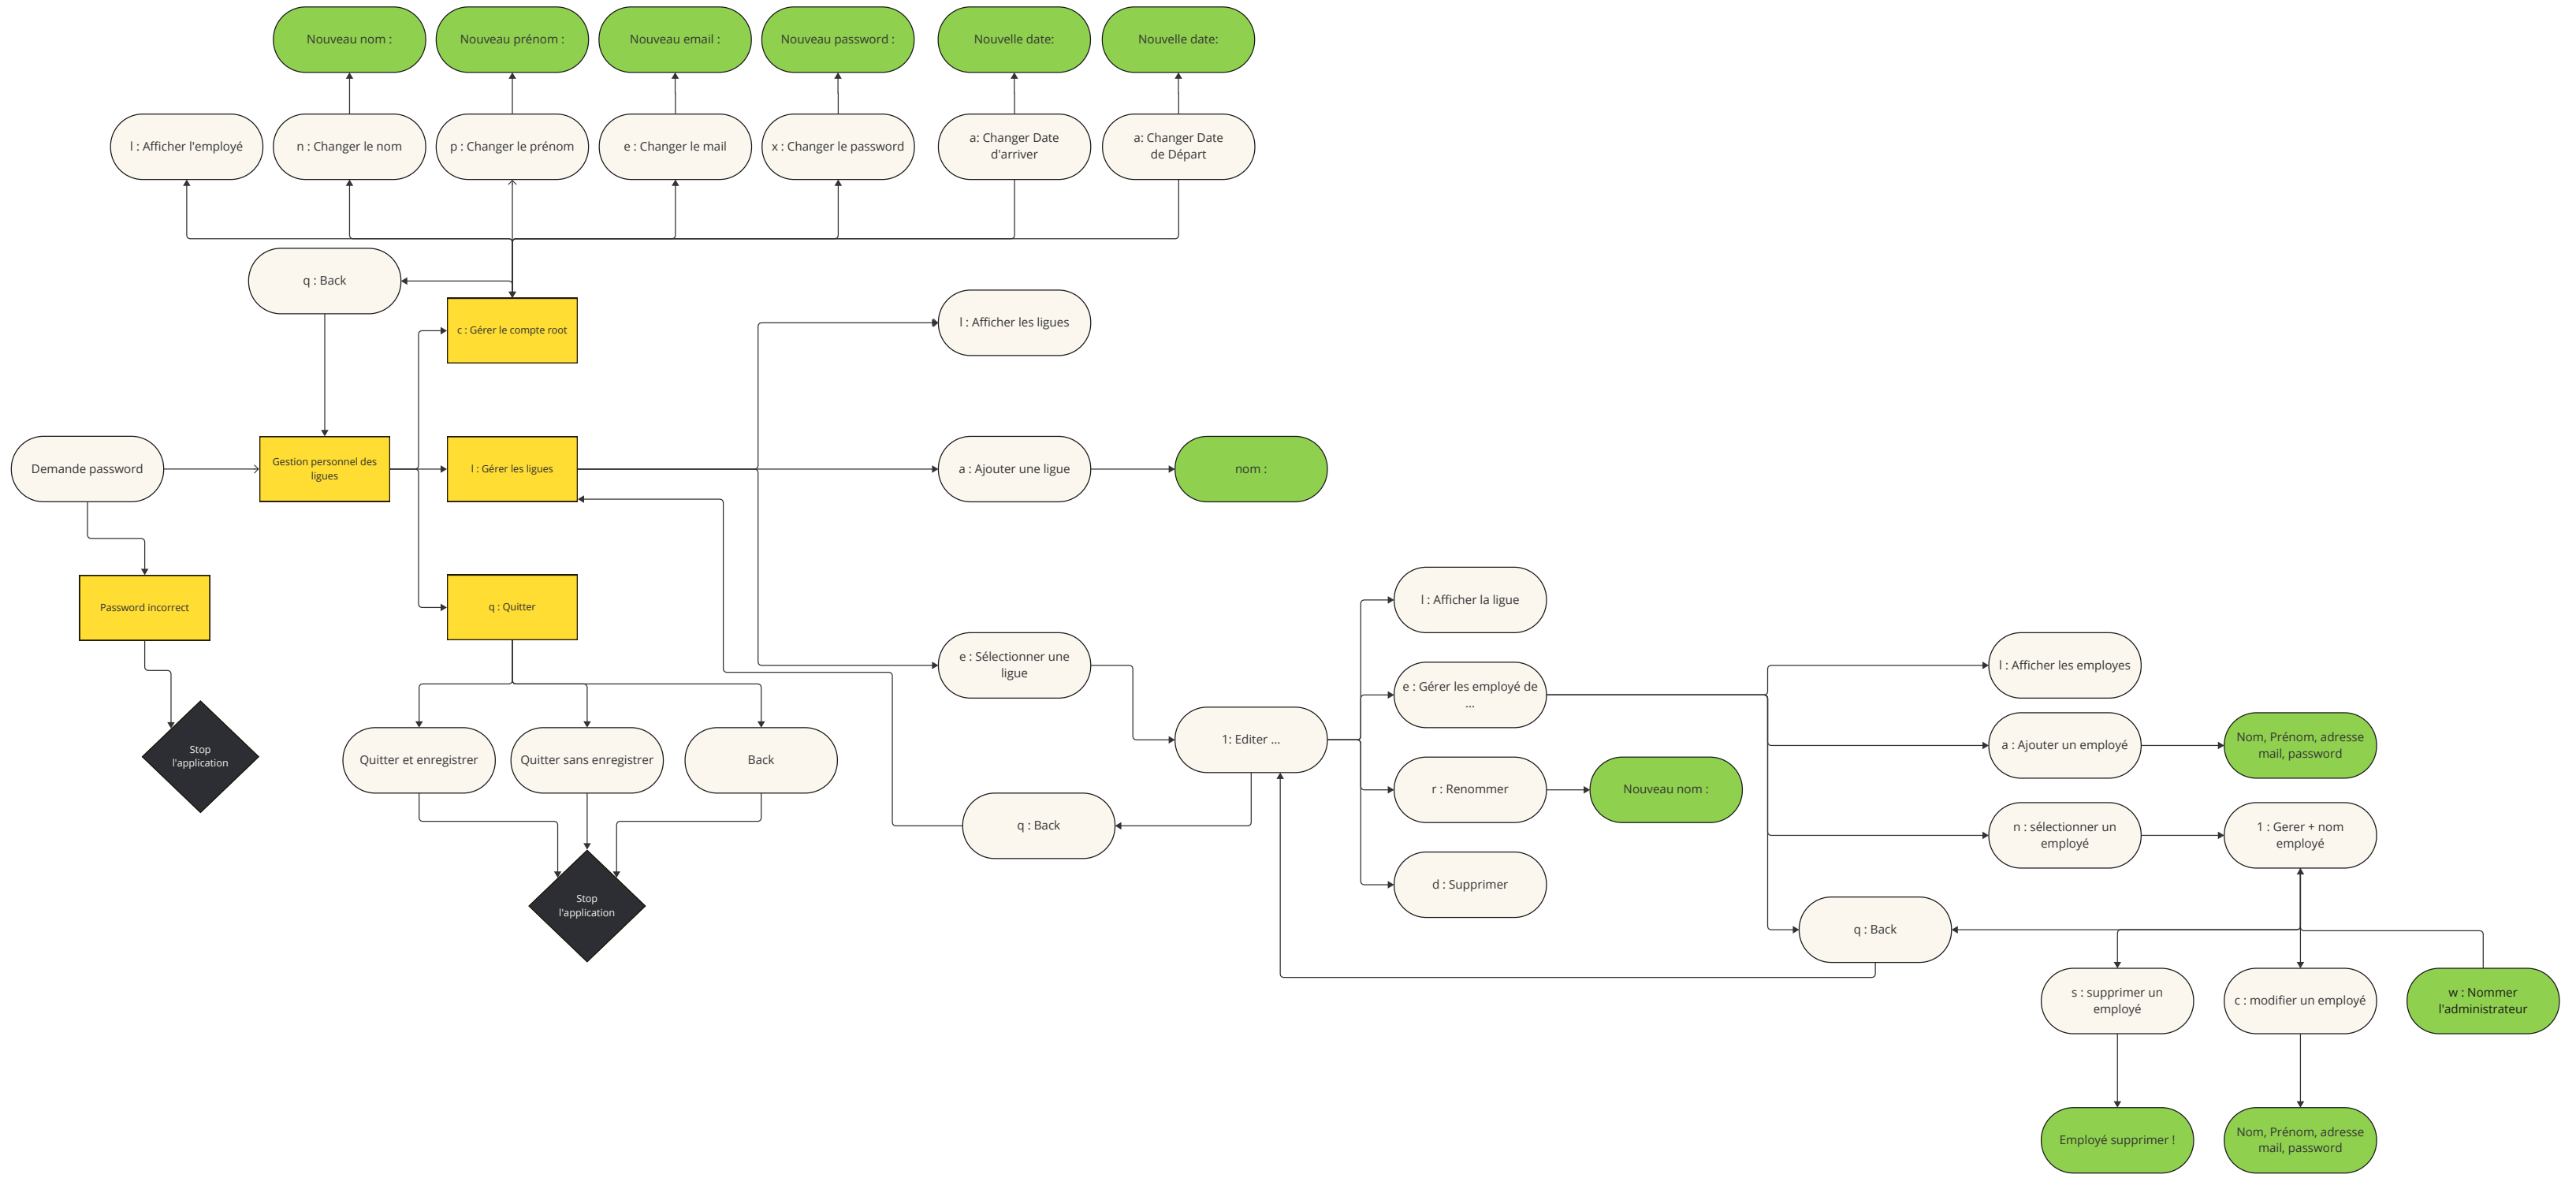 Nouveau nom :
Nouveau prénom :
Nouveau email :
Nouveau password :
Nouvelle date:
Nouvelle date:
l : Afficher l'employé
n : Changer le nom
p : Changer le prénom
e : Changer le mail
x : Changer le password
a: Changer Date
d'arriver
a: Changer Date
de Départ
q : Back
c : Gérer le compte root
l : Afficher les ligues
Demande password
Gestion personnel des
ligues
l : Gérer les ligues
a : Ajouter une ligue
nom :
Password incorrect
q : Quitter
l : Afficher la ligue
e : Sélectionner une
ligue
e : Gérer les employé de
...
l : Afficher les employes
Stop
l'application
Quitter et enregistrer
Quitter sans enregistrer
Back
1: Editer ...
a : Ajouter un employé
Nom, Prénom, adresse
mail, password
r : Renommer
Nouveau nom :
q : Back
n : sélectionner un
employé
1 : Gerer + nom
employé
d : Supprimer
Stop
l'application
q : Back
s : supprimer un
employé
c : modifier un employé
w : Nommer
l'administrateur
Employé supprimer !
Nom, Prénom, adresse
mail, password